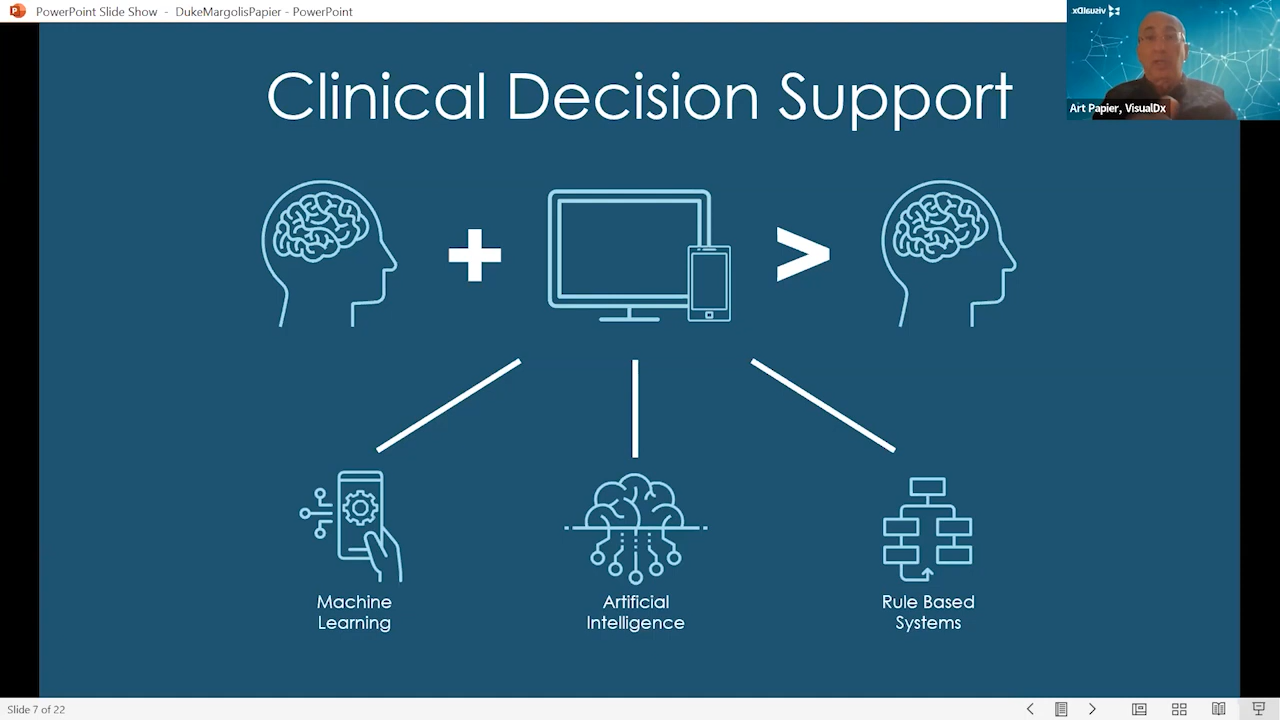 PowerPoint Slide Show - DukeMargolisPapier - PowerPoint
VisualDx
Art Papier, VisualDx
Clinical Decision Support
+
>
Machine
Learning
Artificial
Intelligence
Rule Based
Systems
Slide 7 of 22